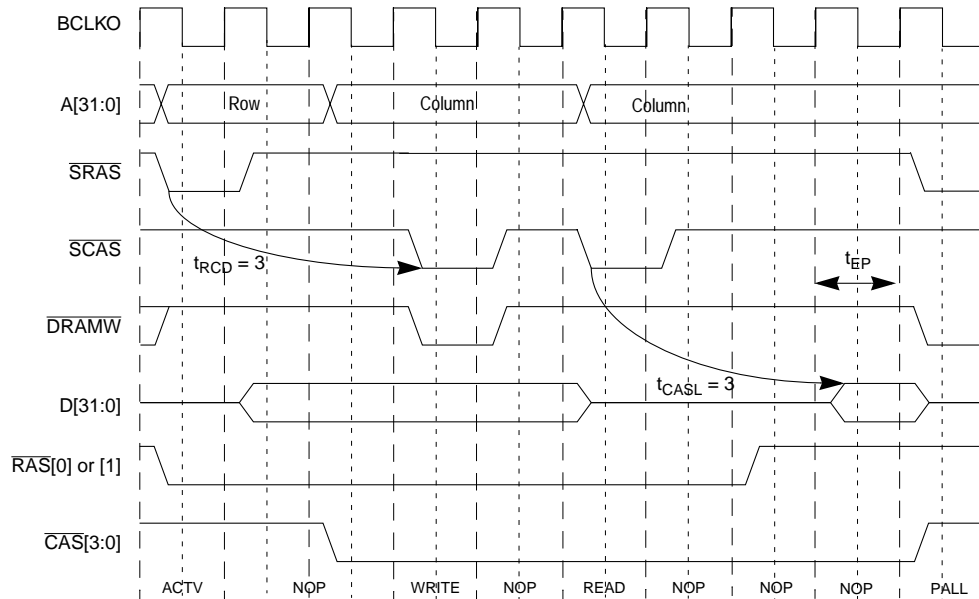 BCLKO
A[31:0]
Row
Column
Column
SRAS
SCAS
tRCD = 3
tEP
DRAMW
tCASL = 3
D[31:0]
RAS[0] or [1]
CAS[3:0]
ACTV NOP WRITE NOP READ NOP NOP NOP PALL